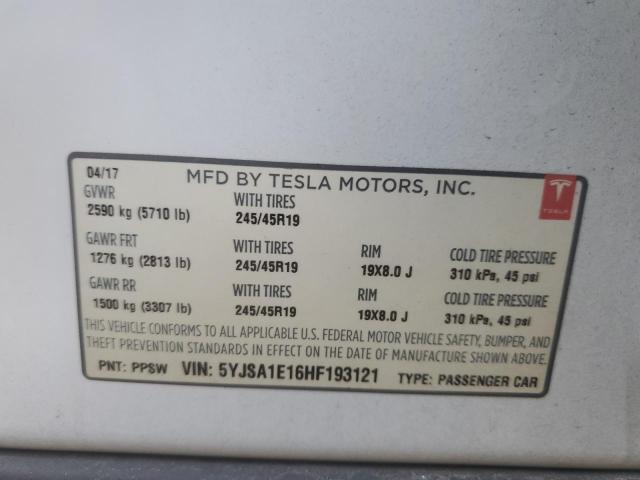 04/17 MFD BY TESLA MOTORS, INC.
TESLA
GVWR WITH TIRES
2590 kg (5710 lb) 245/45R19
GAWR FRT WITH TIRES RIM COLD TIRE PRESSURE
1276 kg (2813 lb) 245/45R19 19X8.0 J 310 kPa, 45 psi
GAWR RR WITH TIRES RIM COLD TIRE PRESSURE
1500 kg (3307 lb) 245/45R19 19X8.0 J 310 kPa, 45 psi
THIS VEHICLE CONFORMS TO ALL APPLICABLE U.S. FEDERAL MOTOR VEHICLE SAFETY, BUMPER, AND
THEFT PREVENTION STANDARDS IN EFFECT ON THE DATE OF MANUFACTURE SHOWN ABOVE.
PNT: PPSW VIN: 5YJSA1E16HF193121 TYPE: PASSENGER CAR